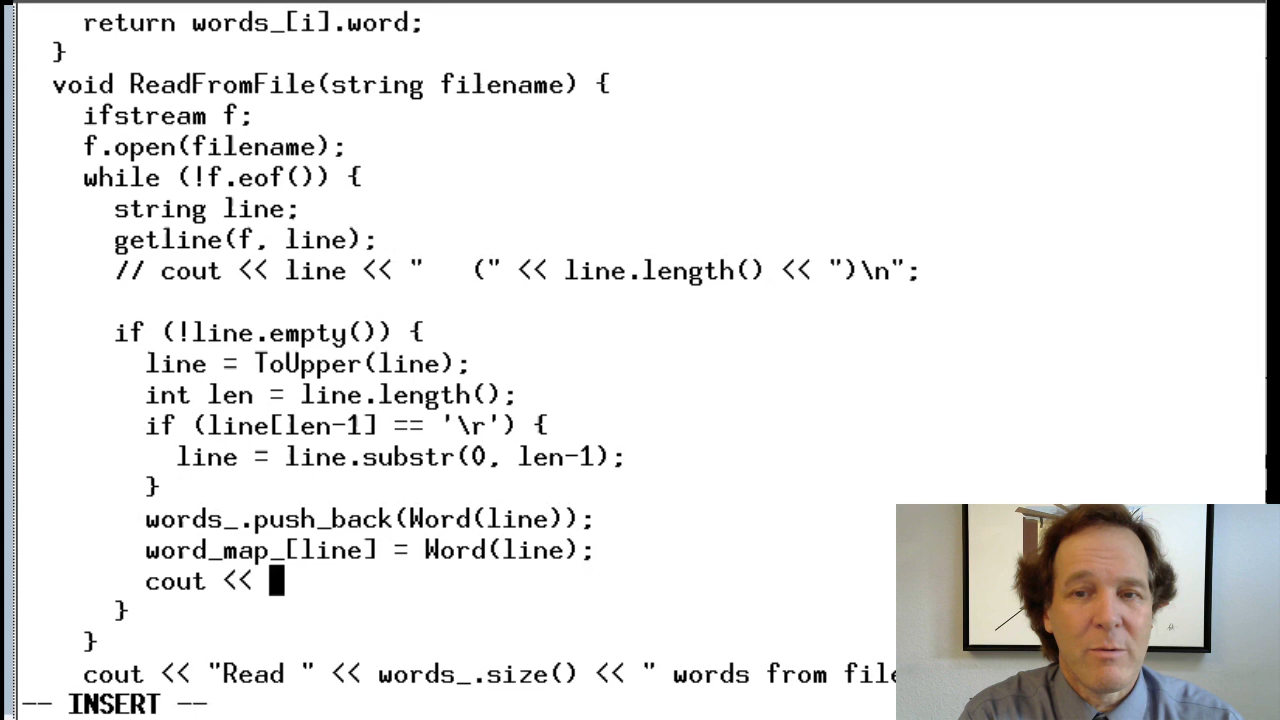 return words_[i].word;
}
void ReadFromFile(string filename) {
ifstream f;
f.open(filename);
while (!f.eof()) {
string line;
getline(f, line);
// cout << line << "   (" << line.length() << ")\n";
if (!line.empty()) {
line = ToUpper(line);
int len = line.length();
if (line[len-1] == '\r') {
line = line.substr(0, len-1);
}
words_.push_back(Word(line));
word_map_[line] = Word(line);
cout <<
}
}
cout << "Read " << words_.size() << " words from file
-- INSERT --